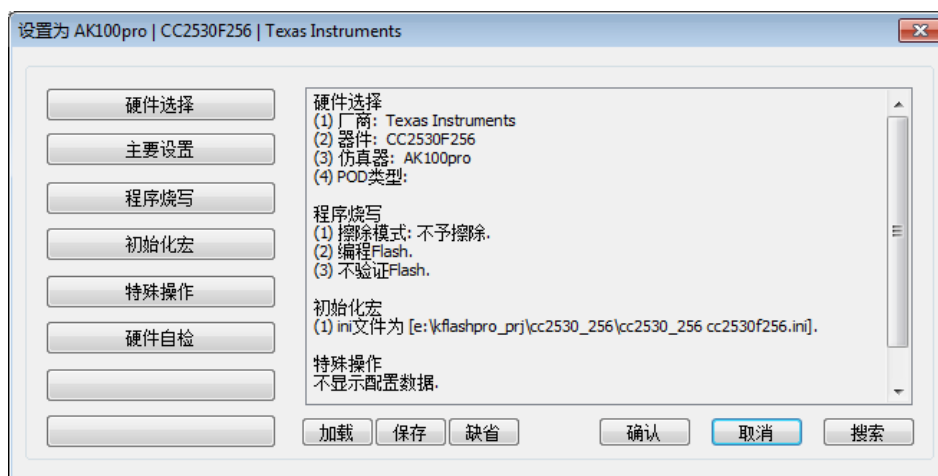 设置为 AK100pro | CC2530F256 | Texas Instruments
硬件选择
主要设置
程序烧写
初始化宏
特殊操作
硬件自检
硬件选择
(1) 厂商: Texas Instruments
(2) 器件: CC2530F256
(3) 仿真器: AK100pro
(4) POD类型:
程序烧写
(1) 擦除模式: 不予擦除.
(2) 编程Flash.
(3) 不验证Flash.
初始化宏
(1) ini文件为 [e:\kflashpro_prj\cc2530_256\cc2530_256 cc2530f256.ini].
特殊操作
不显示配置数据.
加载 保存 缺省 确认 取消 搜索